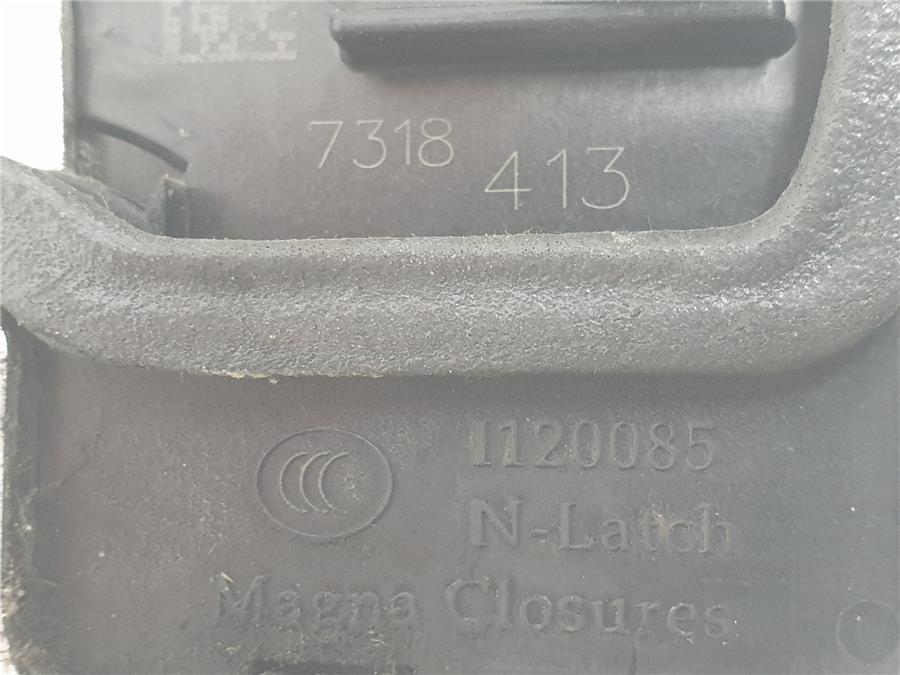 7318
413
I120085
N-Latch
Magna Closures